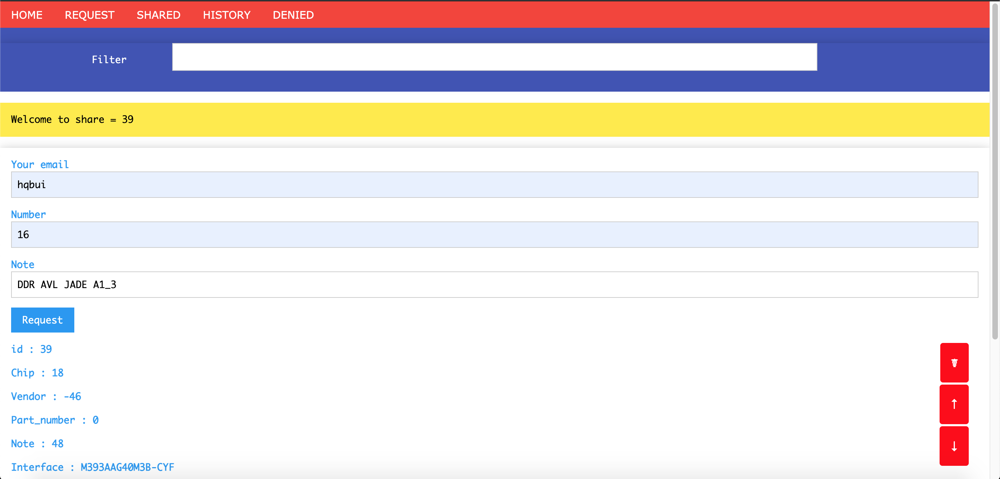 HOME REQUEST SHARED HISTORY DENIED
Filter
Welcome to share = 39
Your email
hqbui
Number
16
Note
DDR AVL JADE A1_3
Request
id : 39
Chip : 18
Vendor : -46
Part_number : 0
Note : 48
Interface : M393AAG40M3B-CYF
↑
↓